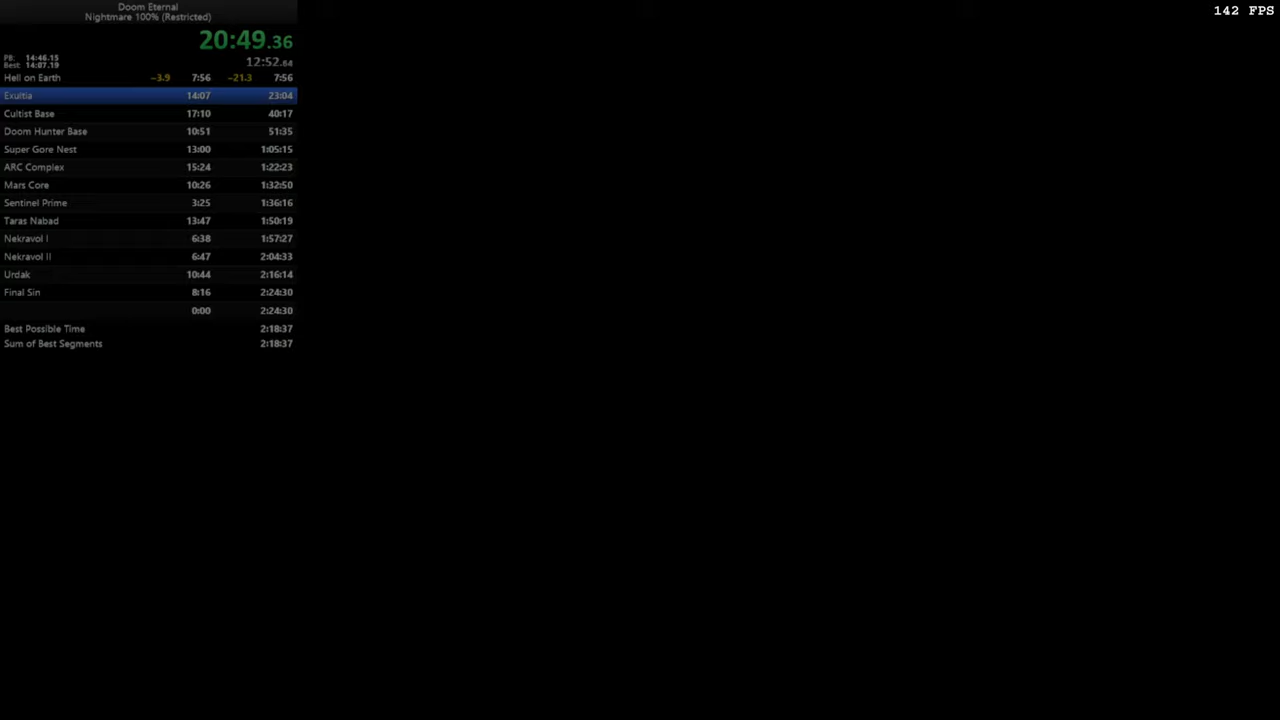 Doom Eternal
Nightmare 100% (Restricted)
142 FPS
20:49.36
PB: 14:46.15 12:52.64
Best: 14:07.19
Hell on Earth −3.9 7:56 −21.3 7:56
Exultia 14:07 23:04
Cultist Base 17:10 40:17
Doom Hunter Base 10:51 51:35
Super Gore Nest 13:00 1:05:15
ARC Complex 15:24 1:22:23
Mars Core 10:26 1:32:50
Sentinel Prime 3:25 1:36:16
Taras Nabad 13:47 1:50:19
Nekravol I 6:38 1:57:27
Nekravol II 6:47 2:04:33
Urdak 10:44 2:16:14
Final Sin 8:16 2:24:30
0:00 2:24:30
Best Possible Time 2:18:37
Sum of Best Segments 2:18:37